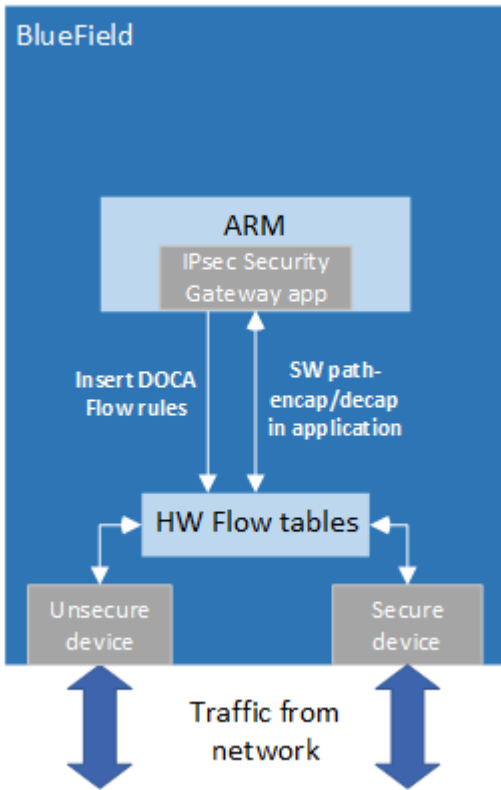 BlueField
ARM
IPsec Security
Gateway app
Insert DOCA
Flow rules
SW path-
encap/decap
in application
HW Flow tables
Unsecure
device
Secure
device
Traffic from
network